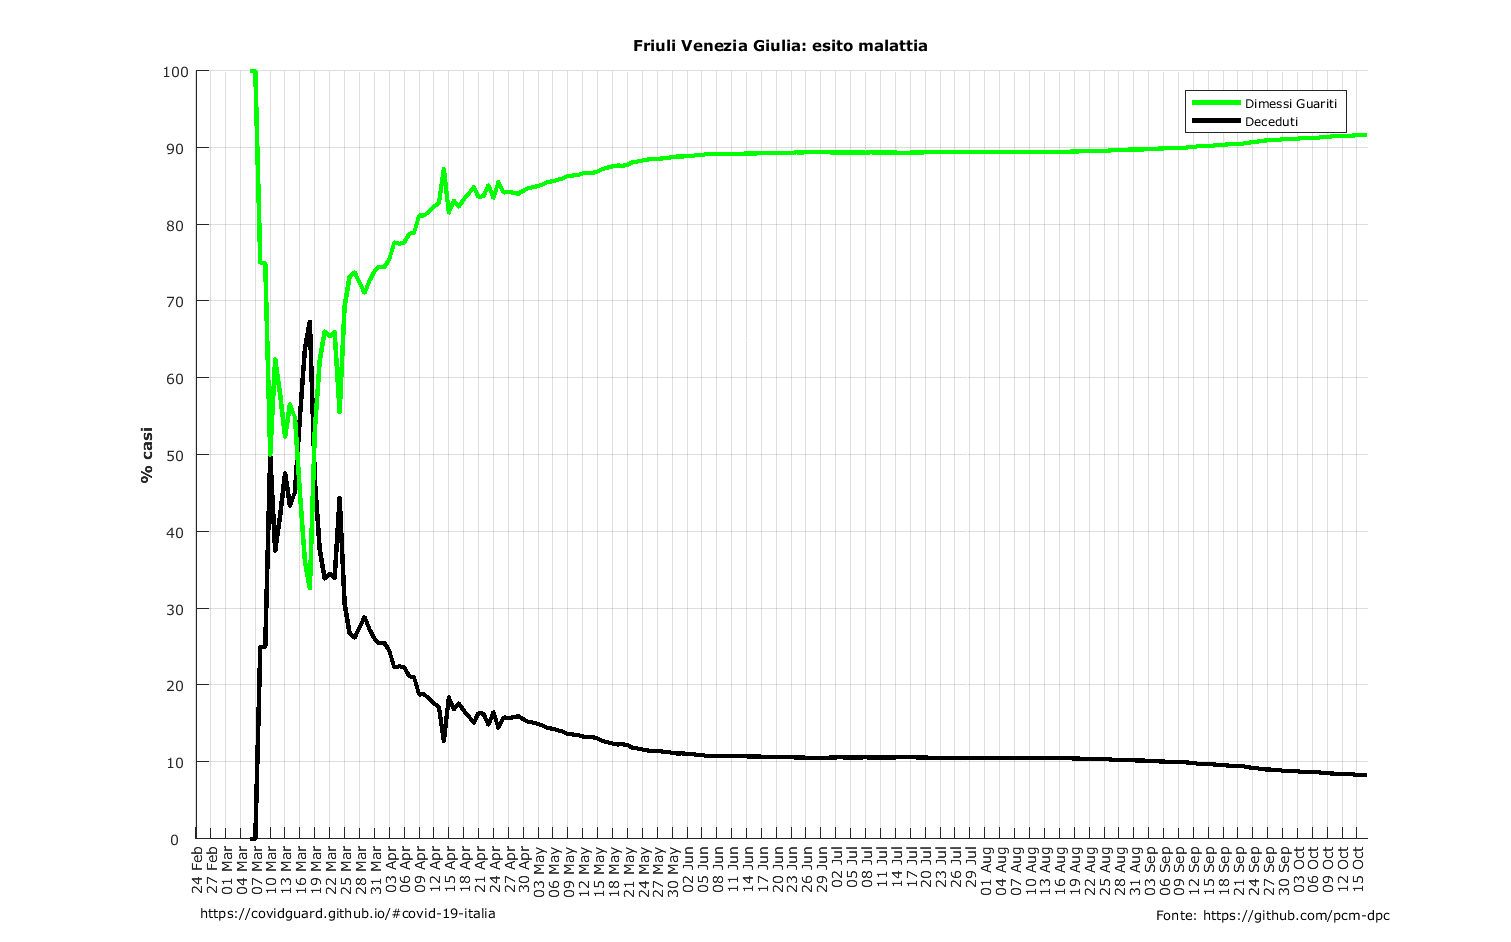 Friuli Venezia Giulia: esito malattia
Dimessi Guariti
Deceduti
% casi
100
90
80
70
60
50
40
30
20
10
0
24 Feb
27 Feb
01 Mar
04 Mar
07 Mar
10 Mar
13 Mar
16 Mar
19 Mar
22 Mar
25 Mar
28 Mar
31 Mar
03 Apr
06 Apr
09 Apr
12 Apr
15 Apr
18 Apr
21 Apr
24 Apr
27 Apr
30 Apr
03 May
06 May
09 May
12 May
15 May
18 May
21 May
24 May
27 May
30 May
02 Jun
05 Jun
08 Jun
11 Jun
14 Jun
17 Jun
20 Jun
23 Jun
26 Jun
29 Jun
02 Jul
05 Jul
08 Jul
11 Jul
14 Jul
17 Jul
20 Jul
23 Jul
26 Jul
29 Jul
01 Aug
04 Aug
07 Aug
10 Aug
13 Aug
16 Aug
19 Aug
22 Aug
25 Aug
28 Aug
31 Aug
03 Sep
06 Sep
09 Sep
12 Sep
15 Sep
18 Sep
21 Sep
24 Sep
27 Sep
30 Sep
03 Oct
06 Oct
09 Oct
12 Oct
15 Oct
https://covidguard.github.io/#covid-19-italia
Fonte: https://github.com/pcm-dpc